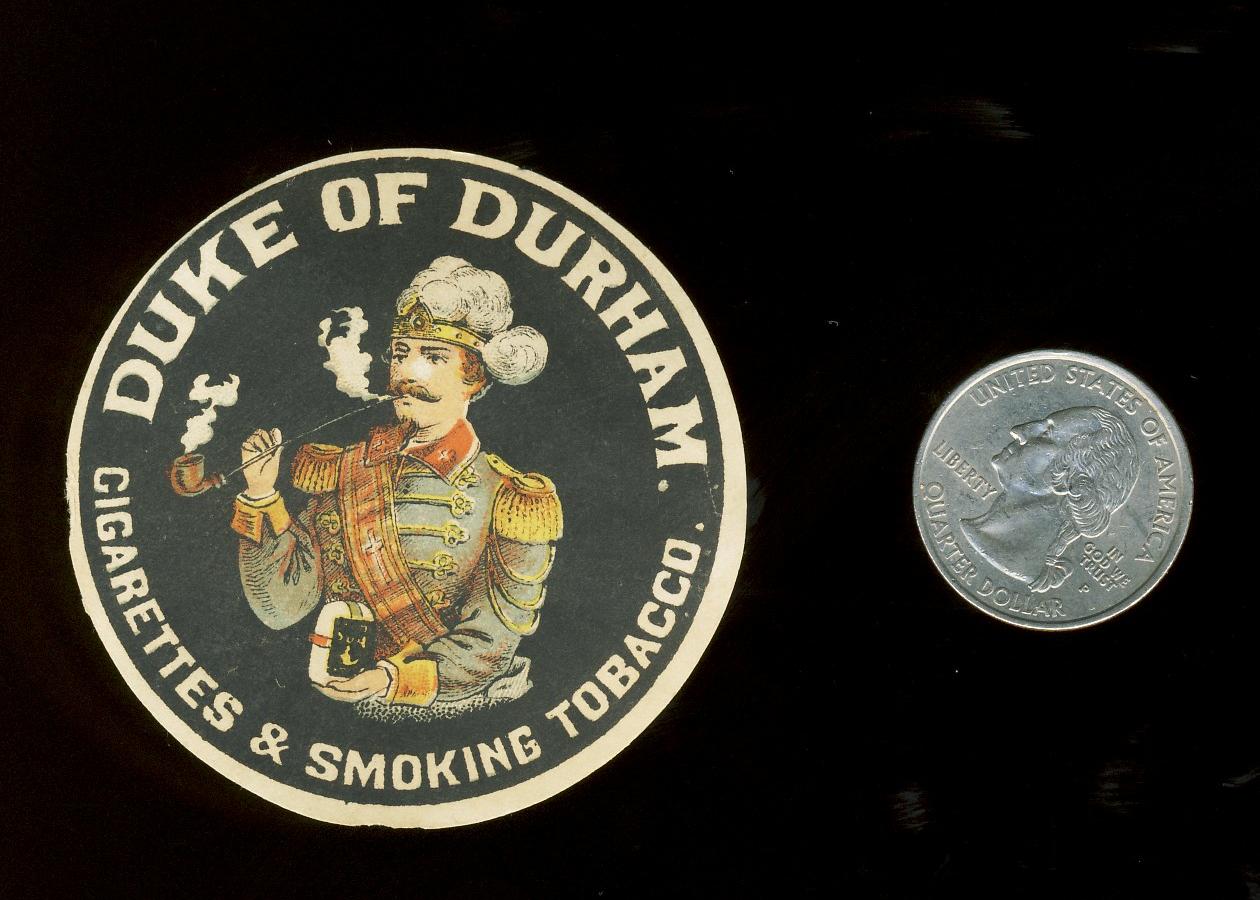 DUKE OF DURHAM.
CIGARETTES & SMOKING TOBACCO.
UNITED STATES OF AMERICA
LIBERTY
IN
GOD WE
TRUST
P
QUARTER DOLLAR